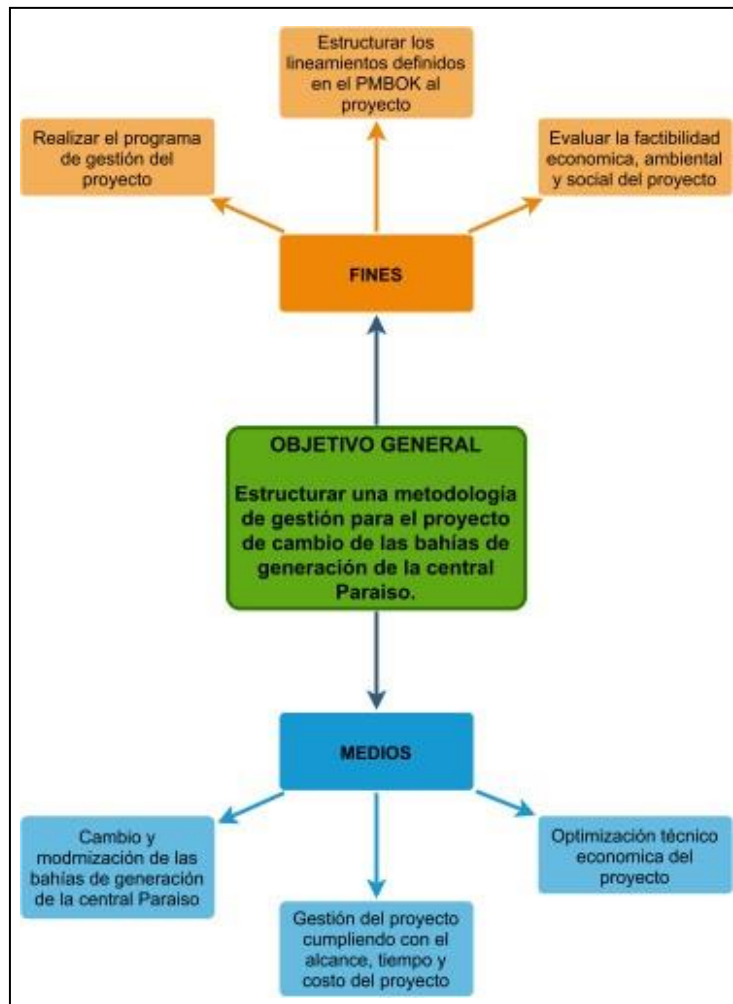 Estructurar los
lineamientos definidos
en el PMBOK al
proyecto
Realizar el programa
de gestión del
proyecto
Evaluar la factibilidad
economica, ambiental
y social del proyecto
FINES
OBJETIVO GENERAL
Estructurar una metodología
de gestión para el proyecto
de cambio de las bahías de
generación de la central
Paraiso.
MEDIOS
Cambio y
modrnización de las
bahías de generación
de la central Paraiso
Gestión del proyecto
cumpliendo con el
alcance, tiempo y
costo del proyecto
Optimización técnico
economica del
proyecto